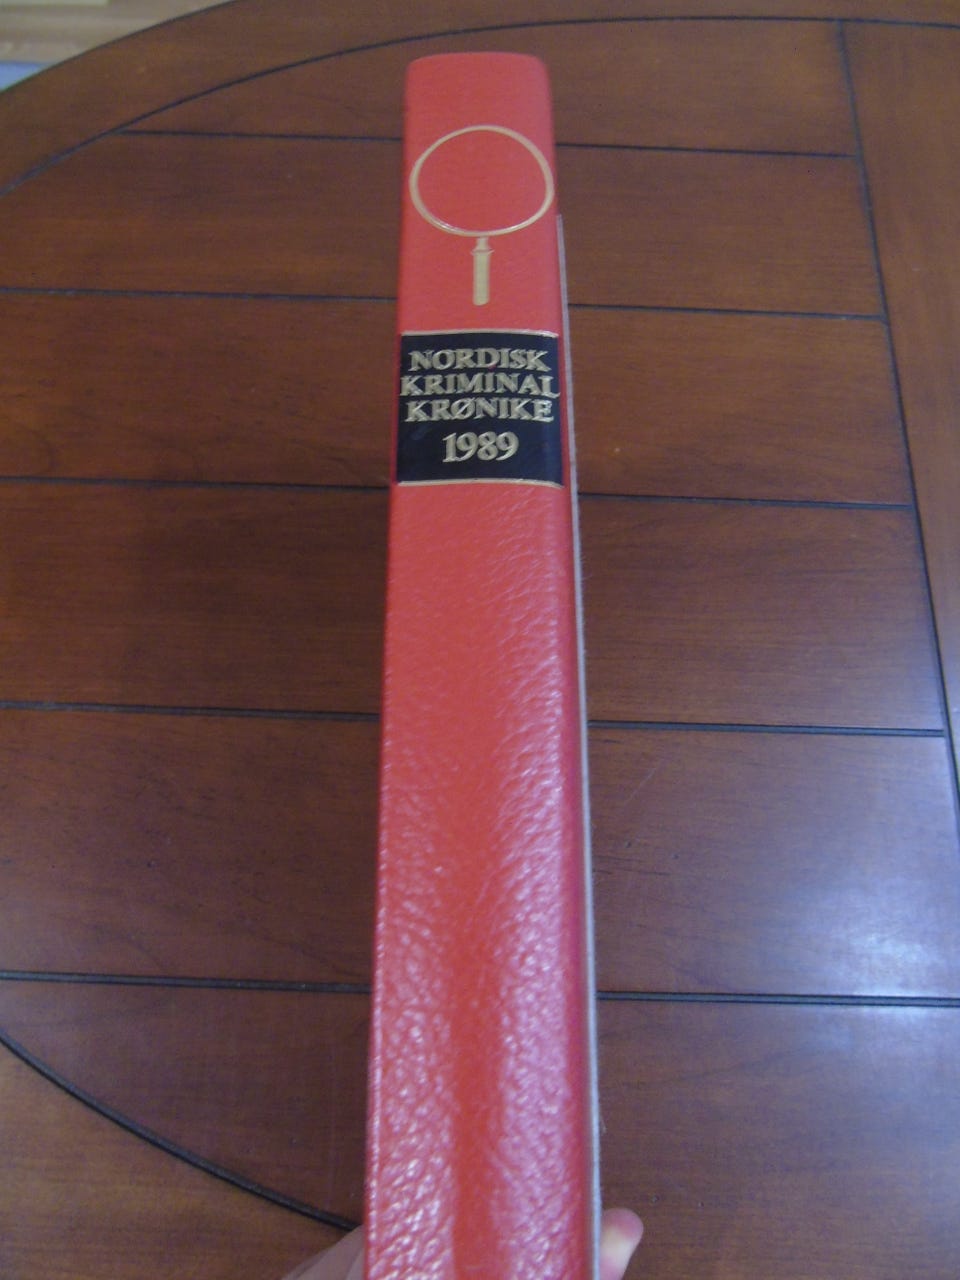 NORDISK
KRIMINAL
KRØNIKE
1989